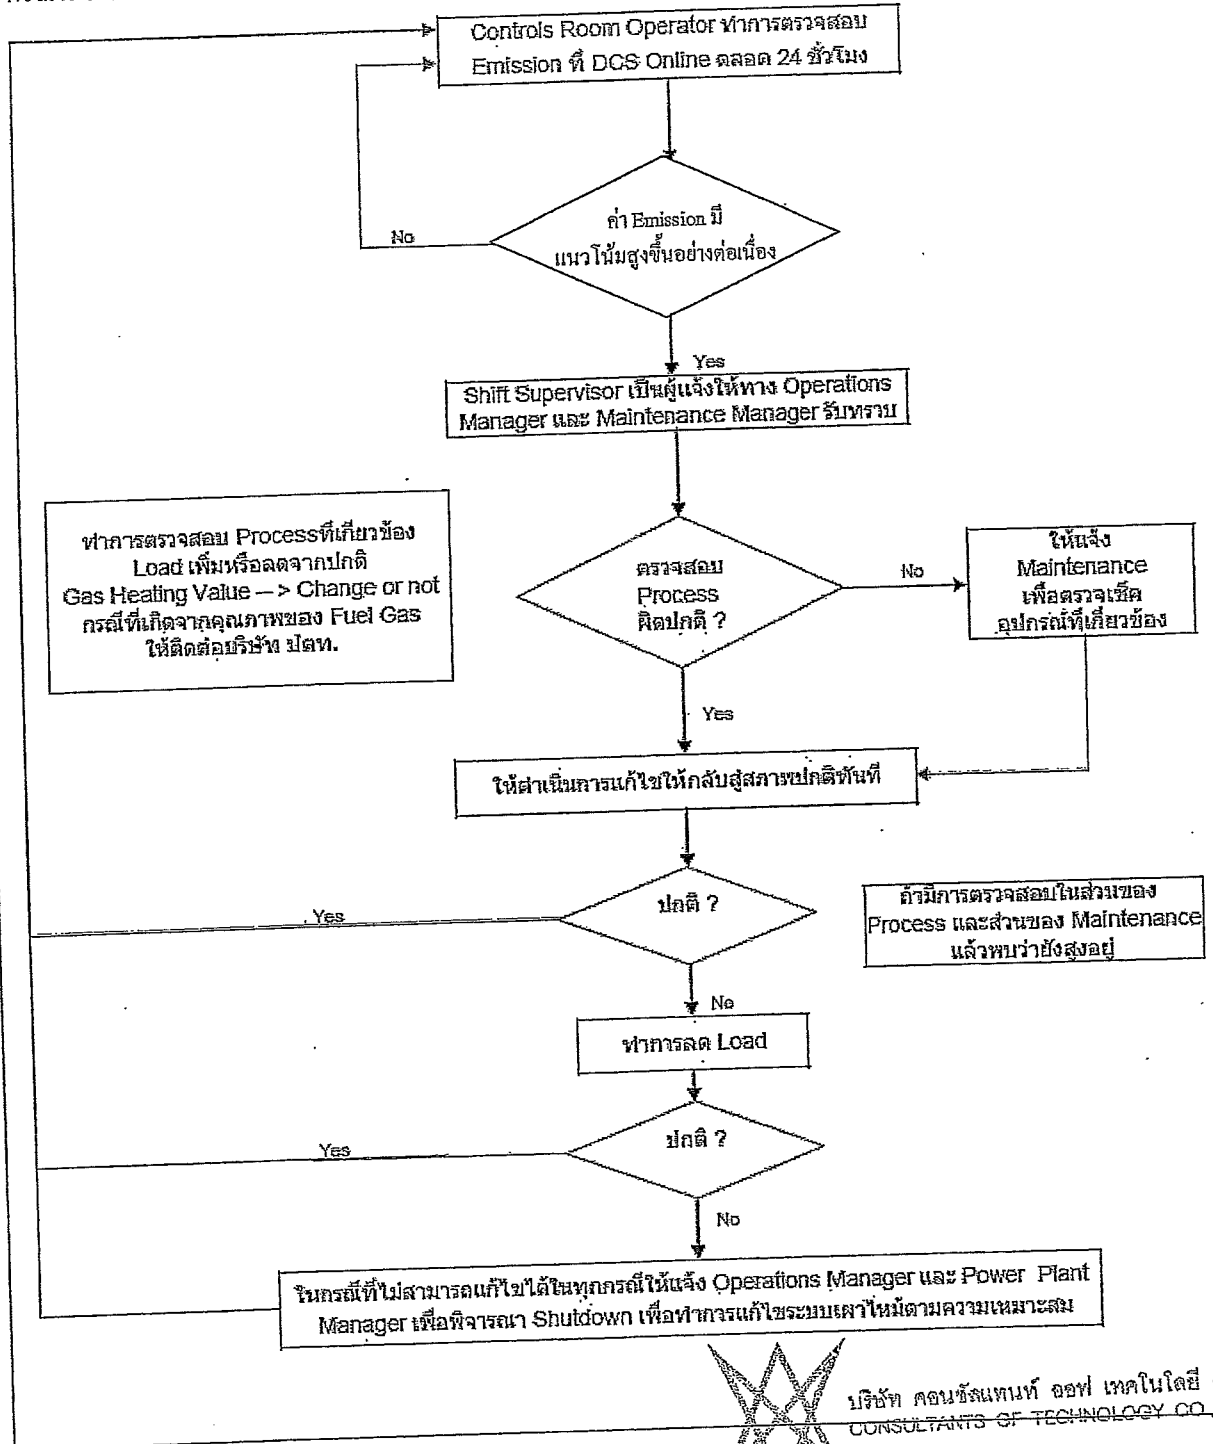 Controls Room Operator ทำการตรวจสอบ
Emission ที่ DCS Online ตลอด 24 ชั่วโมง
ค่า Emission มี
แนวโน้มสูงขึ้นอย่างต่อเนื่อง
No
Yes
Shift Supervisor เป็นผู้แจ้งให้ทาง Operations
Manager และ Maintenance Manager รับทราบ
ทำการตรวจสอบ Processที่เกี่ยวข้อง
Load เพิ่มหรือลดจากปกติ
Gas Heating Value –> Change or not
กรณีที่เกิดจากคุณภาพของ Fuel Gas
ให้ติดต่อบริษัท ปตท.
ตรวจสอบ
Process
ผิดปกติ ?
No
ให้แจ้ง
Maintenance
เพื่อตรวจเช็ค
อุปกรณ์ที่เกี่ยวข้อง
Yes
ให้ดำเนินการแก้ไขให้กลับสู่สภาพปกติทันที
ปกติ ?
Yes
ถ้ามีการตรวจสอบในส่วนของ
Process และส่วนของ Maintenance
แล้วพบว่ายังสูงอยู่
No
ทำการลด Load
ปกติ ?
Yes
No
ในกรณีที่ไม่สามารถแก้ไขได้ในทุกกรณีให้แจ้ง Operations Manager และ Power Plant
Manager เพื่อพิจารณา Shutdown เพื่อทำการแก้ไขระบบเผาไหม้ตามความเหมาะสม
บริษัท คอนซัลแทนท์ ออฟ เทคโนโลยี
CONSULTANTS OF TECHNOLOGY CO